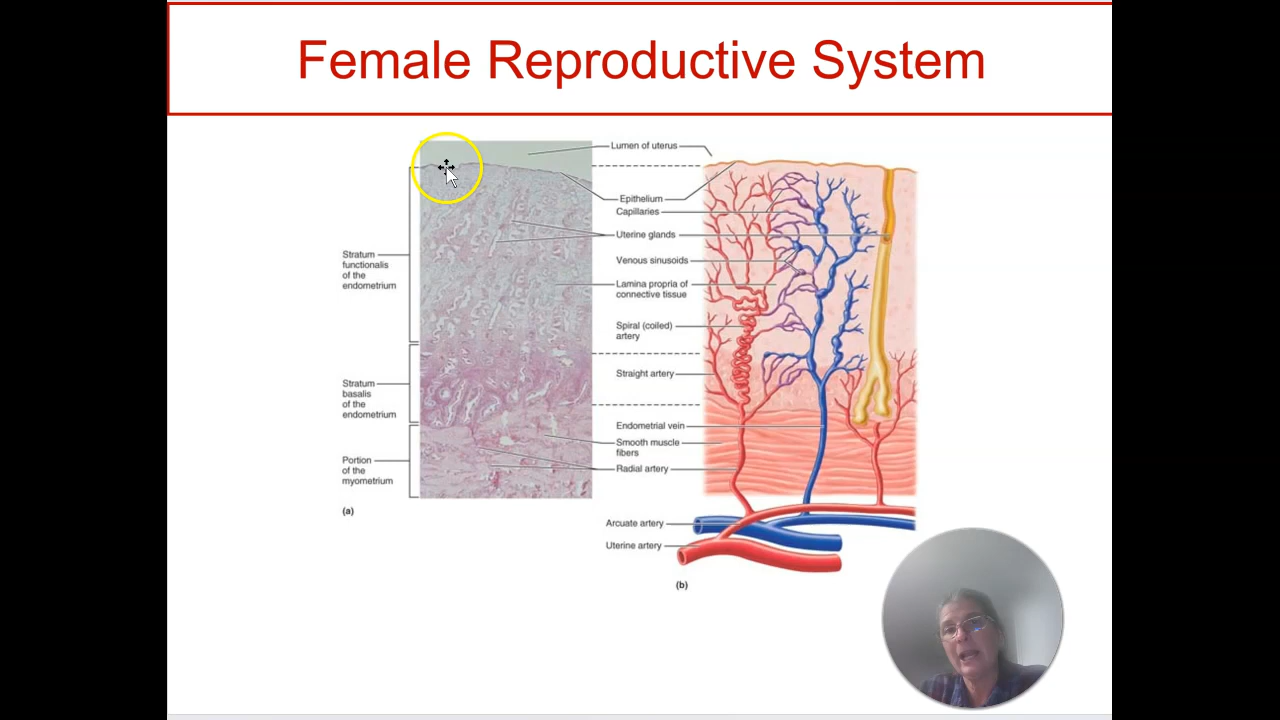 Female Reproductive System
Lumen of uterus
Epithelium
Capillaries
Uterine glands
Stratum
functionalis
of the
endometrium
Venous sinusoids
Lamina propria of
connective tissue
Spiral (coiled)
artery
Straight artery
Stratum
basalis
of the
endometrium
Endometrial vein
Smooth muscle
fibers
Radial artery
Portion
of the
myometrium
(a)
Arcuate artery
Uterine artery
(b)